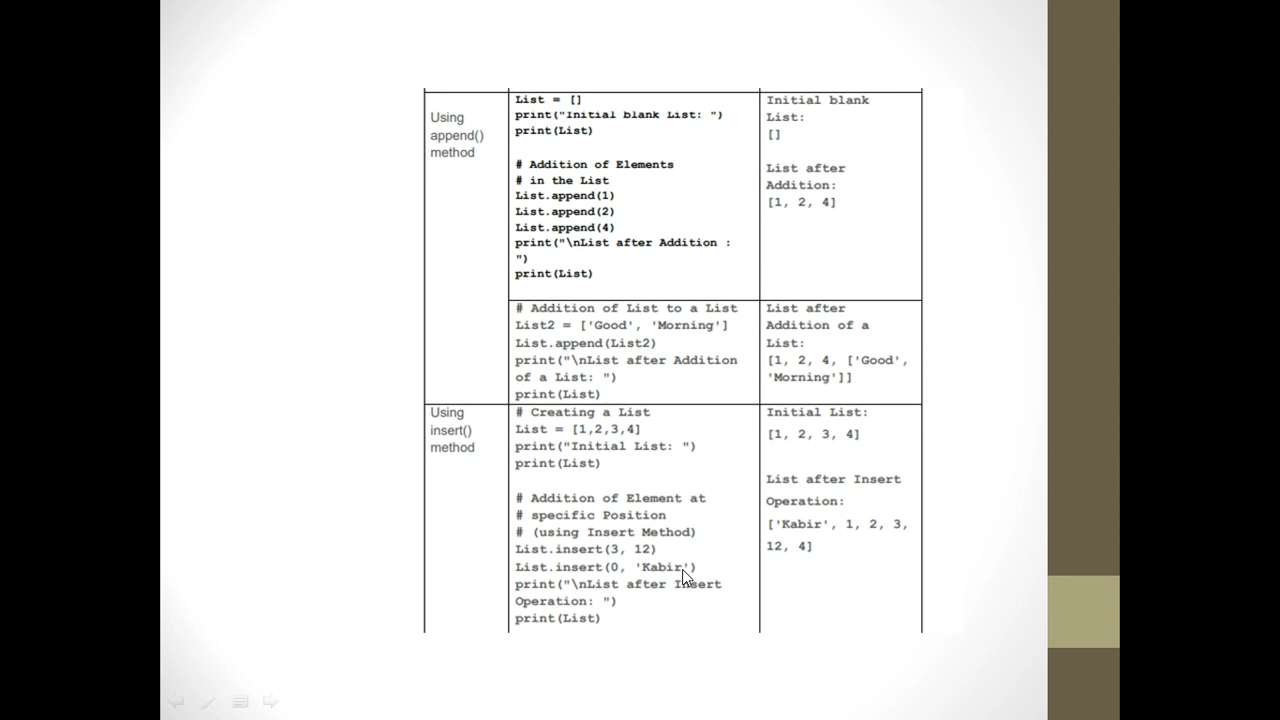 Using
append()
method
List = []
print("Initial blank List: ")
print(List)
# Addition of Elements
# in the List
List.append(1)
List.append(2)
List.append(4)
print("\nList after Addition :
")
print(List)
Initial blank
List:
[]
List after
Addition:
[1, 2, 4]
# Addition of List to a List
List2 = ['Good', 'Morning']
List.append(List2)
print("\nList after Addition
of a List: ")
print(List)
List after
Addition of a
List:
[1, 2, 4, ['Good',
'Morning']]
Using
insert()
method
# Creating a List
List = [1,2,3,4]
print("Initial List: ")
print(List)
# Addition of Element at
# specific Position
# (using Insert Method)
List.insert(3, 12)
List.insert(0, 'Kabir')
print("\nList after Insert
Operation: ")
print(List)
Initial List:
[1, 2, 3, 4]
List after Insert
Operation:
['Kabir', 1, 2, 3,
12, 4]